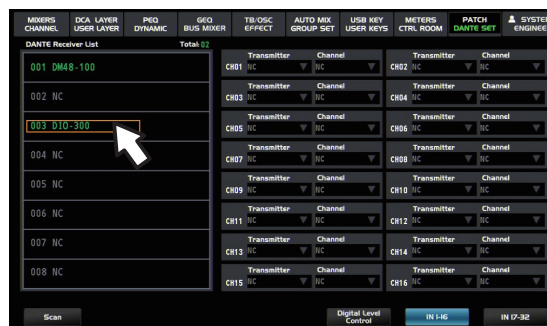 MIXERS DCA LAYER PEQ GEQ TB/OSC AUTO MIX USB KEY METERS PATCH SYSTE
CHANNEL USER LAYER DYNAMIC BUS MIXER EFFECT GROUP SET USER KEYS CTRL ROOM DANTE SET ENGINEE
DANTE Receiver List Total: 02
001 DM48-100
002 NC
003 DIO-300
004 NC
005 NC
006 NC
007 NC
008 NC
Transmitter Channel Transmitter Channel
CH01 NC NC CH02 NC NC
Transmitter Channel Transmitter Channel
CH03 NC NC CH04 NC NC
Transmitter Channel Transmitter Channel
CH05 NC NC CH06 NC NC
Transmitter Channel Transmitter Channel
CH07 NC NC CH08 NC NC
Transmitter Channel Transmitter Channel
CH09 NC NC CH10 NC NC
Transmitter Channel Transmitter Channel
CH11 NC NC CH12 NC NC
Transmitter Channel Transmitter Channel
CH13 NC NC CH14 NC NC
Transmitter Channel Transmitter Channel
CH15 NC NC CH16 NC NC
Scan
Digital Level
Control
IN 1-16
IN 17-32